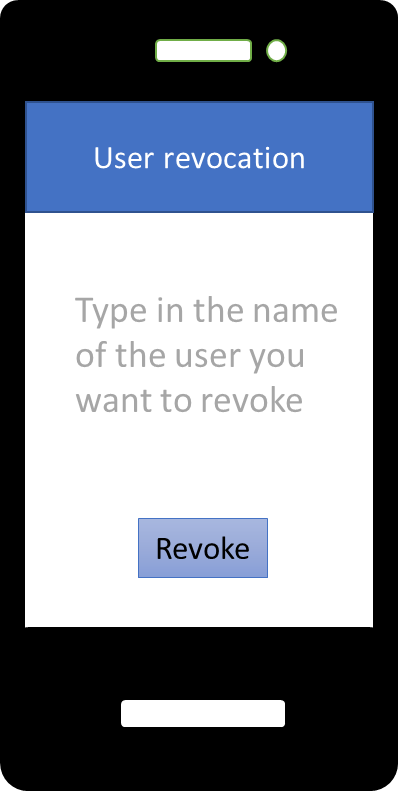 User revocation
Type in the name
of the user you
want to revoke
Revoke